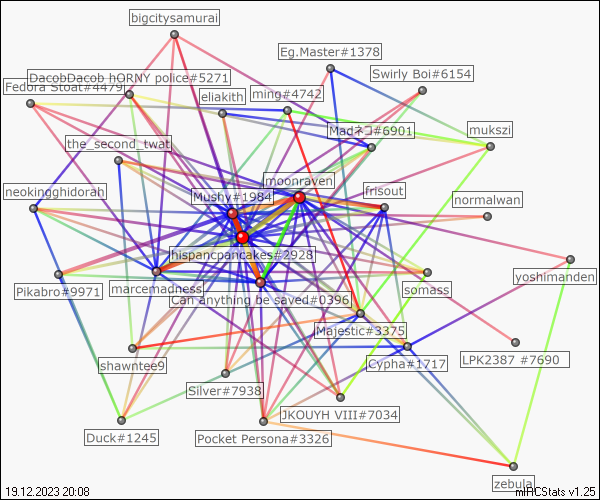 bigcitysamurai
Eg.Master#1378
Swirly Boi#6154
DacobDacob hORNY police#5271
Fedora Stoat#4479
eliakith
ming#4742
Madネコ#6901
mukszi
the_second_twat
moonraven
neokingghidorah
Mushy#1984
frisout
normalwan
hispancpancakes#2928
yoshimanden
Pikabro#9971
marcemadness
Can anything be saved#0396
somass
Majestic#3375
shawntee9
Cypha#1717
LPK2387 #7690
Silver#7938
JKOUYH VIII#7034
Duck#1245
Pocket Persona#3326
zebula
19.12.2023 20:08
mIRCStats v1.25